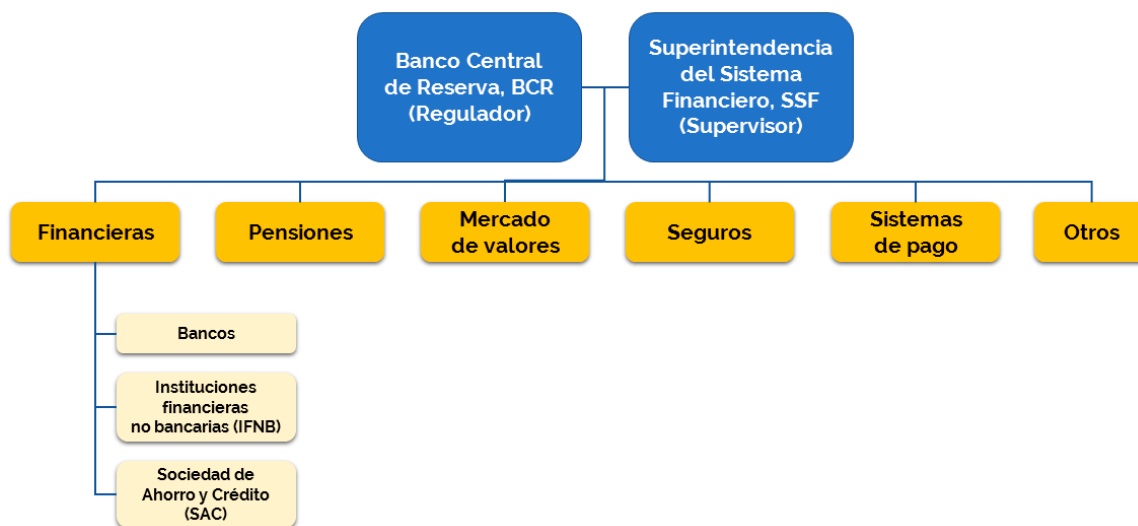 Banco Central
de Reserva, BCR
(Regulador)
Superintendencia
del Sistema
Financiero, SSF
(Supervisor)
Financieras
Pensiones
Mercado
de valores
Seguros
Sistemas
de pago
Otros
Bancos
Instituciones
financieras
no bancarias (IFNB)
Sociedad de
Ahorro y Crédito
(SAC)